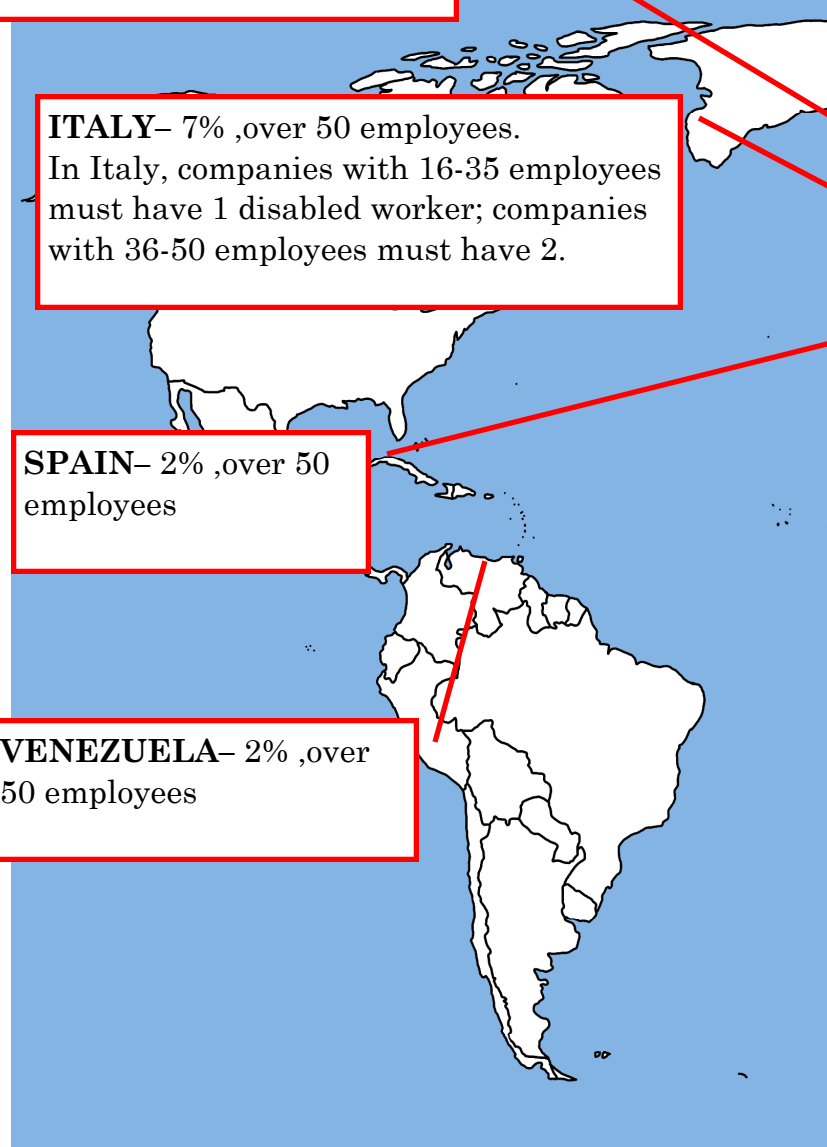 ITALY– 7% ,over 50 employees.
In Italy, companies with 16-35 employees
must have 1 disabled worker; companies
with 36-50 employees must have 2.
SPAIN– 2% ,over 50
employees
VENEZUELA– 2% ,over
50 employees